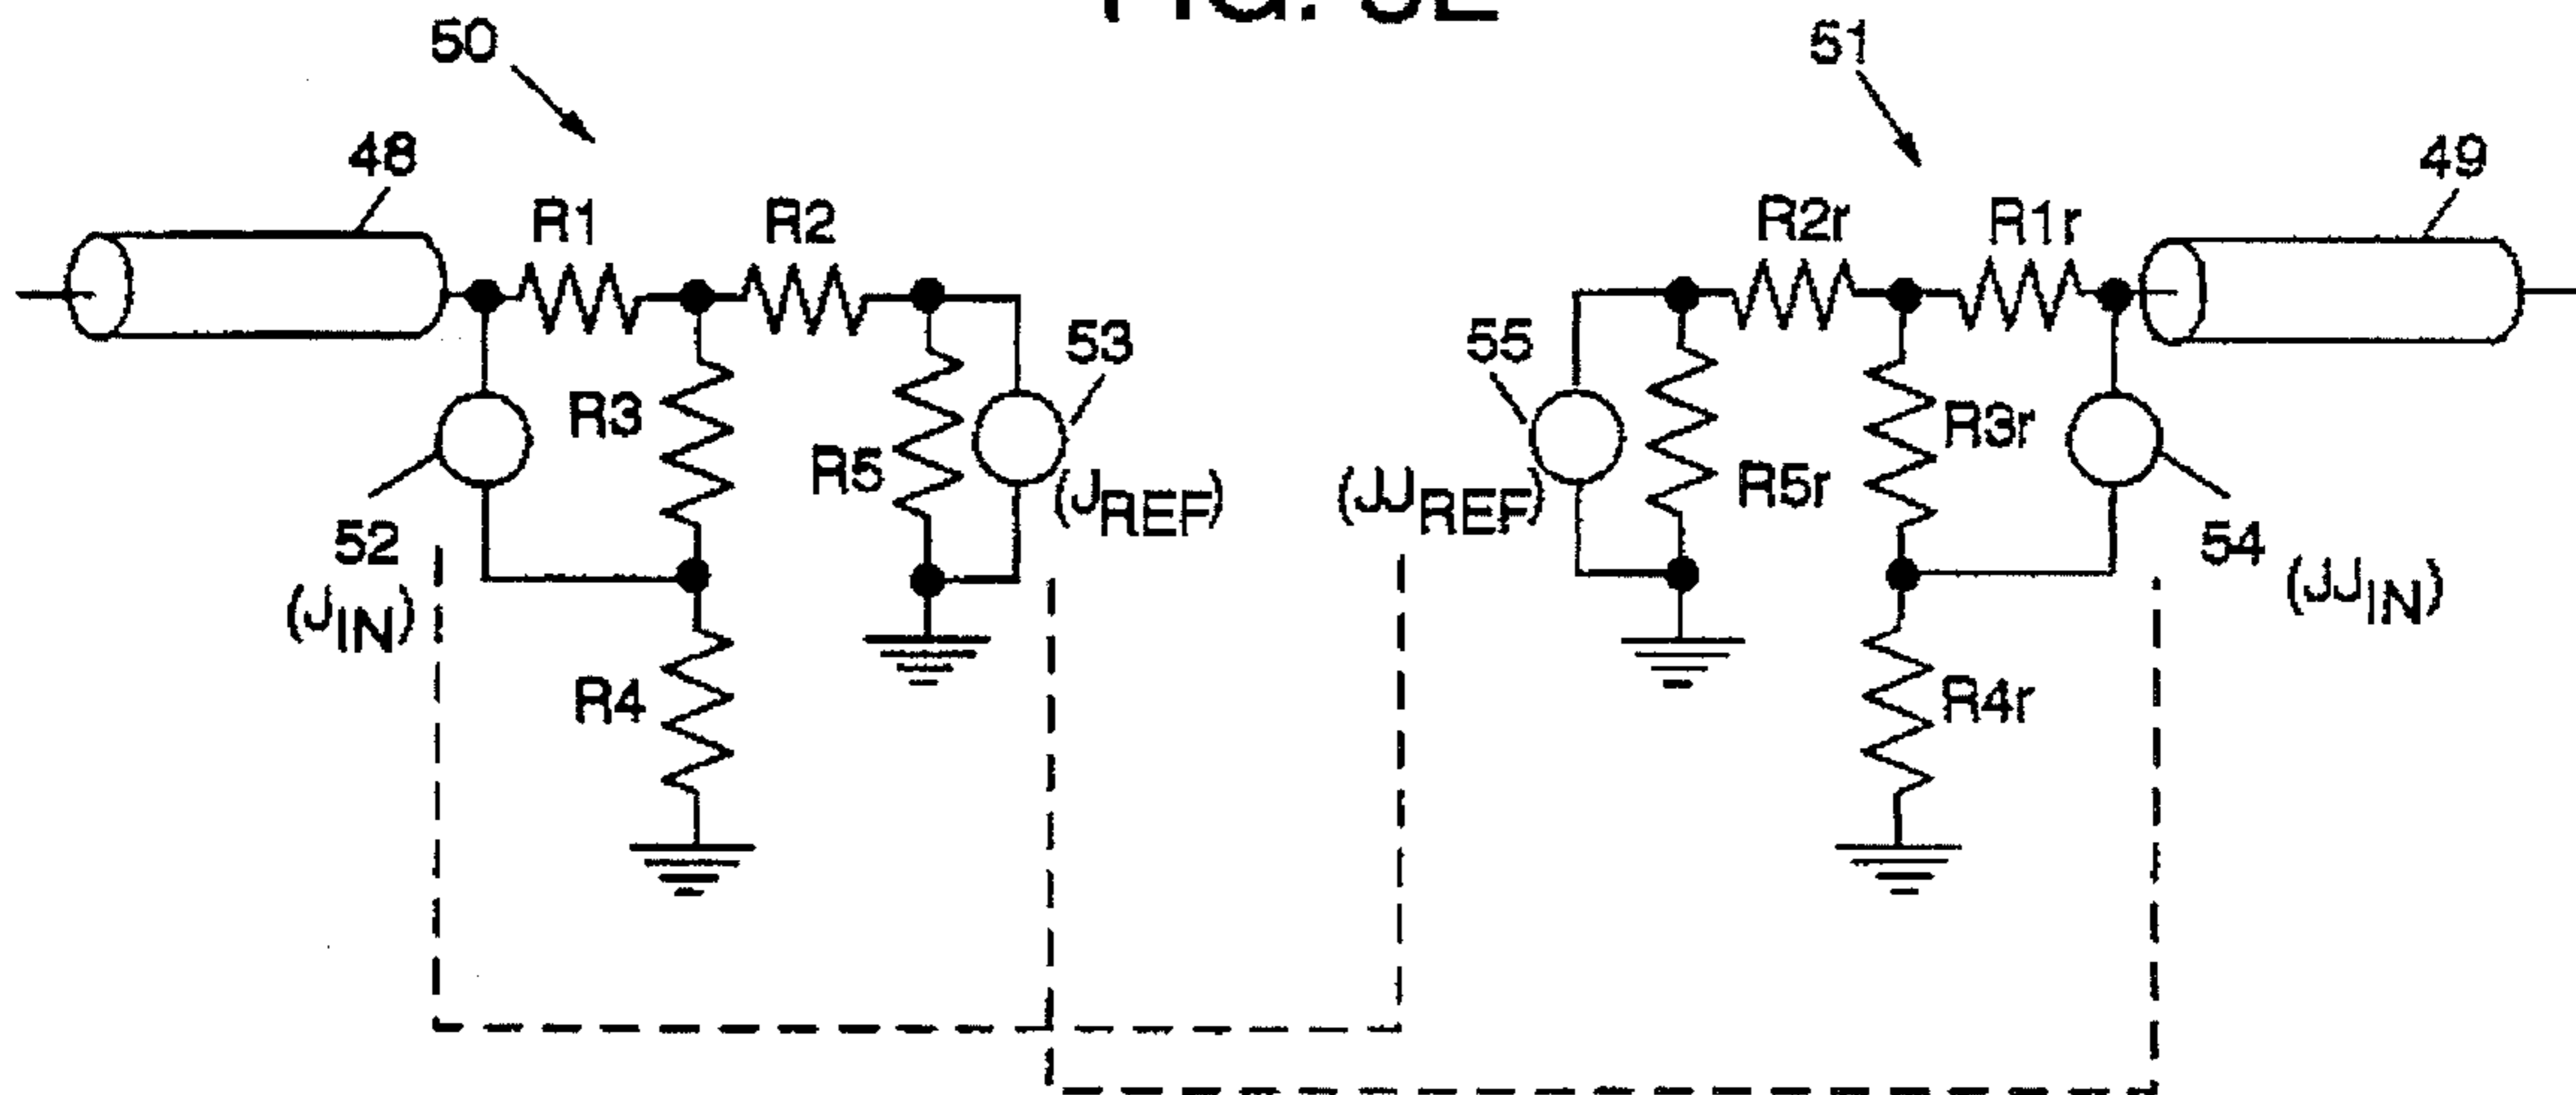 50
51
48
49
R1
R2
R2r
R1r
53
55
R3
R3r
R5
(JREF)
(JJREF)
R5r
52
54
(JIN)
(JJIN)
R4
R4r